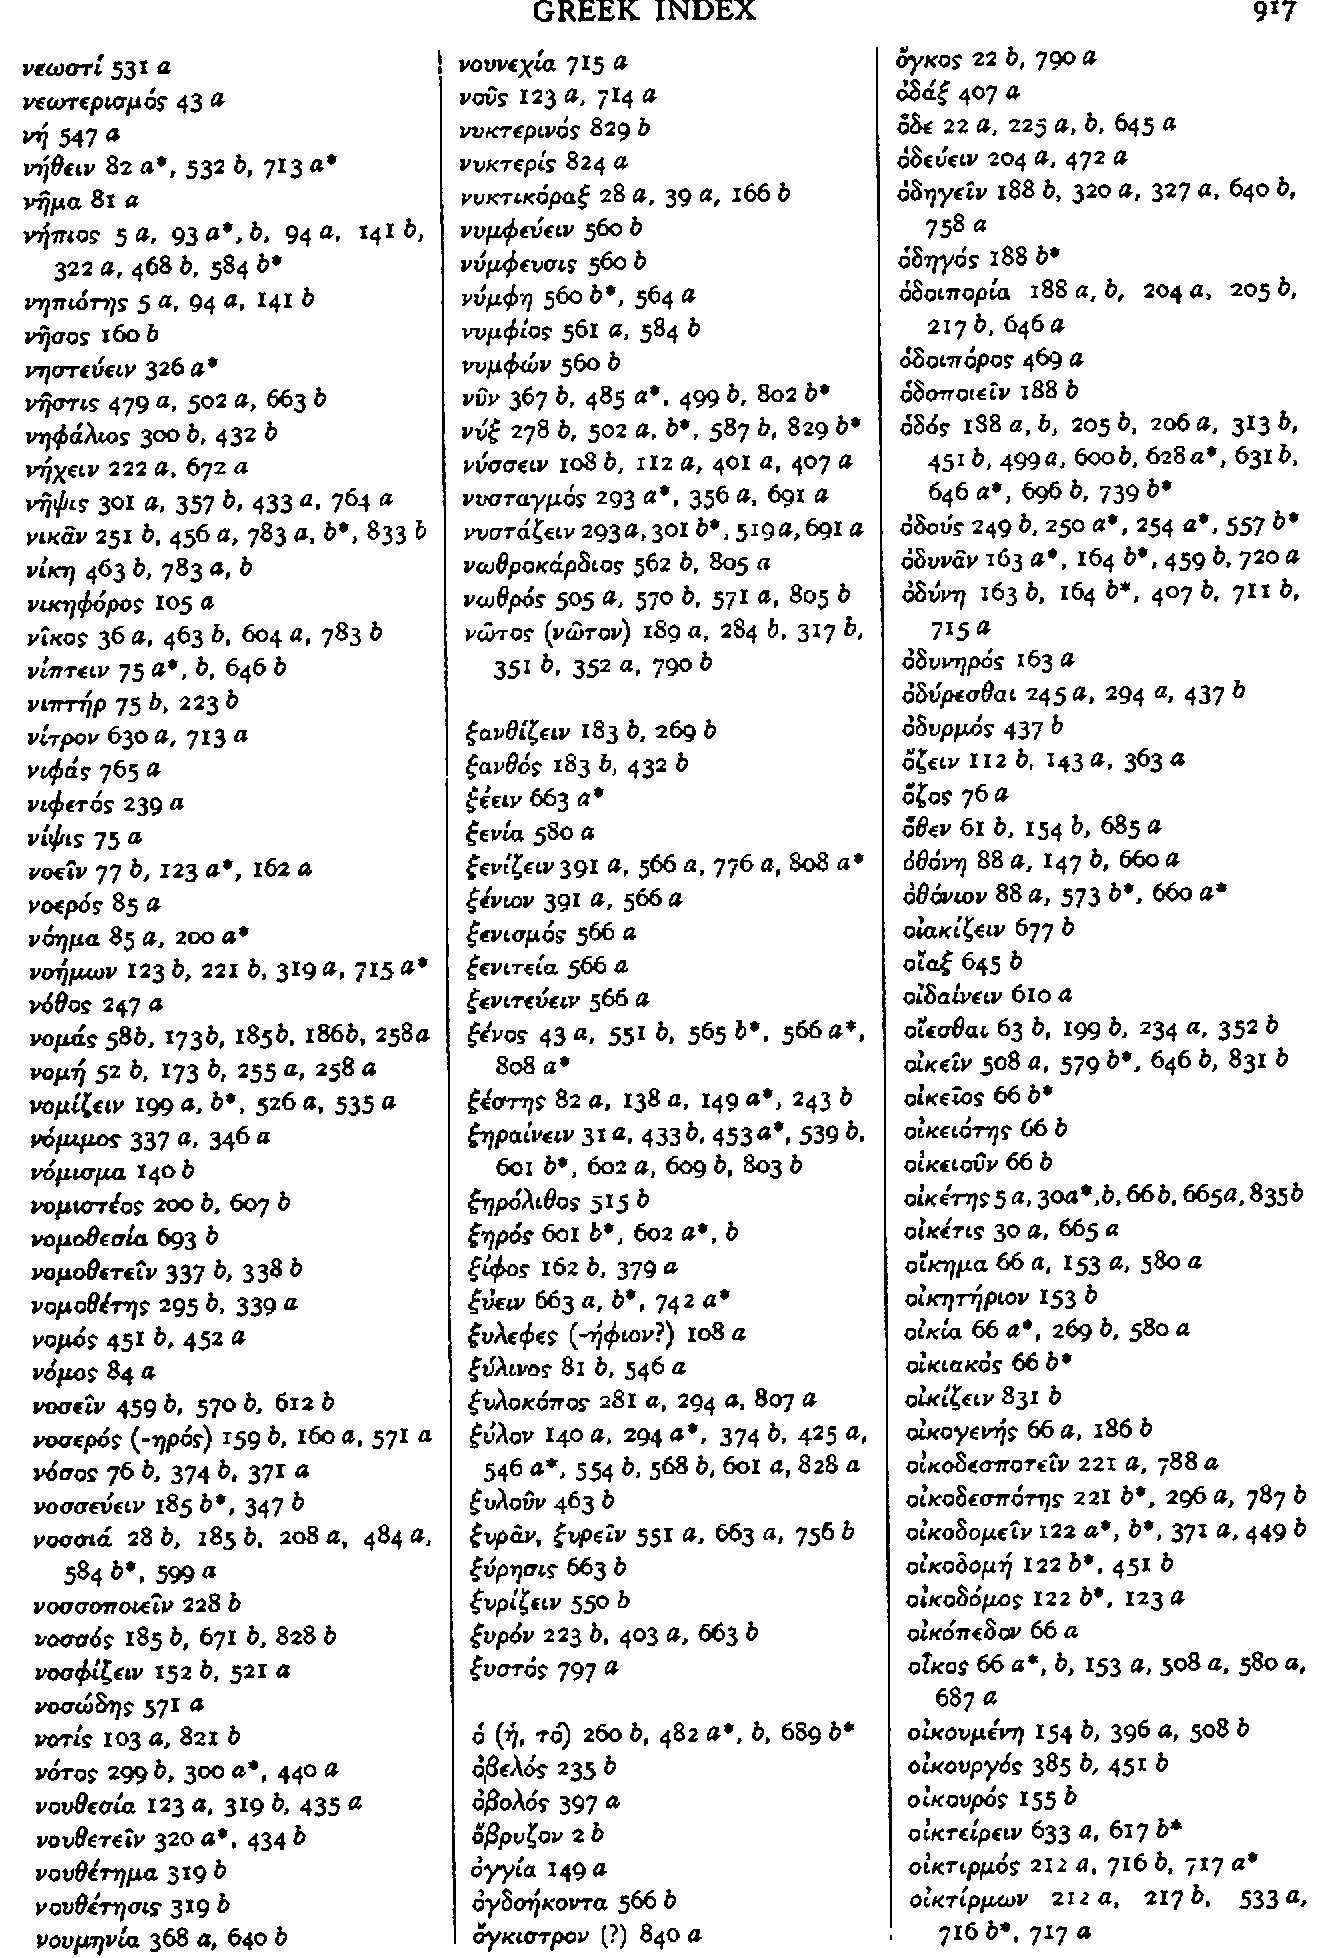 GREEK INDEX 917
νεωστί 531 a
νεωτερισμός 43 a
νή 547 a
νήθειν 82 a*, 532 b, 713 a*
νῆμα 81 a
νήπιος 5 a, 93 a*, b, 94 a, 141 b,
322 a, 468 b, 584 b*
νηπιότης 5 a, 94 a, 141 b
νῆσος 160 b
νηστεύειν 326 a*
νῆστις 479 a, 502 a, 663 b
νηφάλιος 300 b, 432 b
νήχειν 222 a, 672 a
νῆψις 301 a, 357 b, 433 a, 764 a
νικᾶν 251 b, 456 a, 783 a, b*, 833 b
νίκη 463 b, 783 a, b
νικηφόρος 105 a
νῖκος 36 a, 463 b, 604 a, 783 b
νίπτειν 75 a*, b, 646 b
νιπτήρ 75 b, 223 b
νίτρον 630 a, 713 a
νιφάς 765 a
νιφετός 239 a
νίψις 75 a
νοεῖν 77 b, 123 a*, 162 a
νοερός 85 a
νόημα 85 a, 200 a*
νοήμων 123 b, 221 b, 319 a, 715 a*
νόθος 247 a
νομάς 58 b, 173 b, 185 b, 186 b, 258 a
νομή 52 b, 173 b, 255 a, 258 a
νομίζειν 199 a, b*, 526 a, 535 a
νόμιμος 337 a, 346 a
νόμισμα 140 b
νομιστέος 200 b, 607 b
νομοθεσία 693 b
νομοθετεῖν 337 b, 338 b
νομοθέτης 295 b, 339 a
νομός 451 b, 452 a
νόμος 84 a
νοσεῖν 459 b, 570 b, 612 b
νοσερός (-ηρός) 159 b, 160 a, 571 a
νόσος 76 b, 374 b, 371 a
νοσσεύειν 185 b*, 347 b
νοσσιά 28 b, 185 b, 208 a, 484 a,
584 b*, 599 a
νοσσοποιεῖν 228 b
νοσσός 185 b, 671 b, 828 b
νοσφίζειν 152 b, 521 a
νοσώδης 571 a
νοτίς 103 a, 821 b
νότος 299 b, 300 a*, 440 a
νουθεσία 123 a, 319 b, 435 a
νουθετεῖν 320 a*, 434 b
νουθέτημα 319 b
νουθέτησις 319 b
νουμηνία 368 a, 640 b
νουνεχία 715 a
νοῦς 123 a, 714 a
νυκτερινός 829 b
νυκτερίς 824 a
νυκτικόραξ 28 a, 39 a, 166 b
νυμφεύειν 560 b
νύμφευσις 560 b
νύμφη 560 b*, 564 a
νυμφίος 561 a, 584 b
νυμφών 560 b
νῦν 367 b, 485 a*, 499 b, 802 b*
νύξ 278 b, 502 a, b*, 587 b, 829 b*
νύσσειν 108 b, 112 a, 401 a, 407 a
νυσταγμός 293 a*, 356 a, 691 a
νυστάζειν 293 a, 301 b*, 519 a, 691 a
νωθροκάρδιος 562 b, 805 a
νωθρός 505 a, 570 b, 571 a, 805 b
νῶτος (νῶτον) 189 a, 284 b, 317 b,
351 b, 352 a, 790 b
ξανθίζειν 183 b, 269 b
ξανθός 183 b, 432 b
ξέειν 663 a*
ξενία 580 a
ξενίζειν 391 a, 566 a, 776 a, 808 a*
ξένιον 391 a, 566 a
ξενισμός 566 a
ξενιτεία 566 a
ξενιτεύειν 566 a
ξένος 43 a, 551 b, 565 b*, 566 a*,
808 a*
ξέστης 82 a, 138 a, 149 a*, 243 b
ξηραίνειν 31 a, 433 b, 453 a*, 539 b,
601 b*, 602 a, 609 b, 803 b
ξηρόλιθος 515 b
ξηρός 601 b*, 602 a*, b
ξίφος 162 b, 379 a
ξύειν 663 a, b*, 742 a*
ξυλεφες (-ήφιον?) 108 a
ξύλινος 81 b, 546 a
ξυλοκόπος 281 a, 294 a, 807 a
ξύλον 140 a, 294 a*, 374 b, 425 a,
546 a*, 554 b, 568 b, 601 a, 828 a
ξυλοῦν 463 b
ξυρᾶν, ξυρεῖν 551 a, 663 a, 756 b
ξύρησις 663 b
ξυρίζειν 550 b
ξυρόν 223 b, 403 a, 663 b
ξυστός 797 a
ὁ (ἡ, τό) 260 b, 482 a*, b, 689 b*
ὀβελός 235 b
ὀβολός 397 a
ὄβρυζον 2 b
ὀγγία 149 a
ὀγδοήκοντα 566 b
ὄγκιστρον (?) 840 a
ὄγκος 22 b, 790 a
ὀδάξ 407 a
ὅδε 22 a, 225 a, b, 645 a
ὁδεύειν 204 a, 472 a
ὁδηγεῖν 188 b, 320 a, 327 a, 640 b,
758 a
ὁδηγός 188 b*
ὁδοιπορία 188 a, b, 204 a, 205 b,
217 b, 646 a
ὁδοιπόρος 469 a
ὁδοποιεῖν 188 b
ὁδός 188 a, b, 205 b, 206 a, 313 b,
451 b, 499 a, 600 b, 628 a*, 631 b,
646 a*, 696 b, 739 b*
ὀδούς 249 b, 250 a*, 254 a*, 557 b*
ὀδυνᾶν 163 a*, 164 b*, 459 b, 720 a
ὀδύνη 163 b, 164 b*, 407 b, 711 b,
715 a
ὀδυνηρός 163 a
ὀδύρεσθαι 245 a, 294 a, 437 b
ὀδυρμός 437 b
ὄζειν 112 b, 143 a, 363 a
ὄζος 76 a
ὅθεν 61 b, 154 b, 685 a
ὀθόνη 88 a, 147 b, 660 a
ὀθόνιον 88 a, 573 b*, 660 a*
οἰακίζειν 677 b
οἴαξ 645 b
οἰδαίνειν 610 a
οἴεσθαι 63 b, 199 b, 234 a, 352 b
οἰκεῖν 508 a, 579 b*, 646 b, 831 b
οἰκεῖος 66 b*
οἰκειότης 66 b
οἰκειοῦν 66 b
οἰκέτης 5 a, 30a*,b, 66b, 665a, 835b
οἰκέτις 30 a, 665 a
οἴκημα 66 a, 153 a, 580 a
οἰκητήριον 153 b
οἰκία 66 a*, 269 b, 580 a
οἰκιακός 66 b*
οἰκίζειν 831 b
οἰκογενής 66 a, 186 b
οἰκοδεσποτεῖν 221 a, 788 a
οἰκοδεσπότης 221 b*, 296 a, 787 b
οἰκοδομεῖν 122 a*, b*, 371 a, 449 b
οἰκοδομή 122 b*, 451 b
οἰκοδόμος 122 b*, 123 a
οἰκόπεδον 66 a
οἶκος 66 a*, b, 153 a, 508 a, 580 a,
687 a
οἰκουμένη 154 b, 396 a, 508 b
οἰκουργός 385 b, 451 b
οἰκουρός 155 b
οἰκτείρειν 633 a, 617 b*
οἰκτιρμός 212 a, 716 b, 717 a*
οἰκτίρμων 212 a, 217 b, 533 a,
716 b*, 717 a